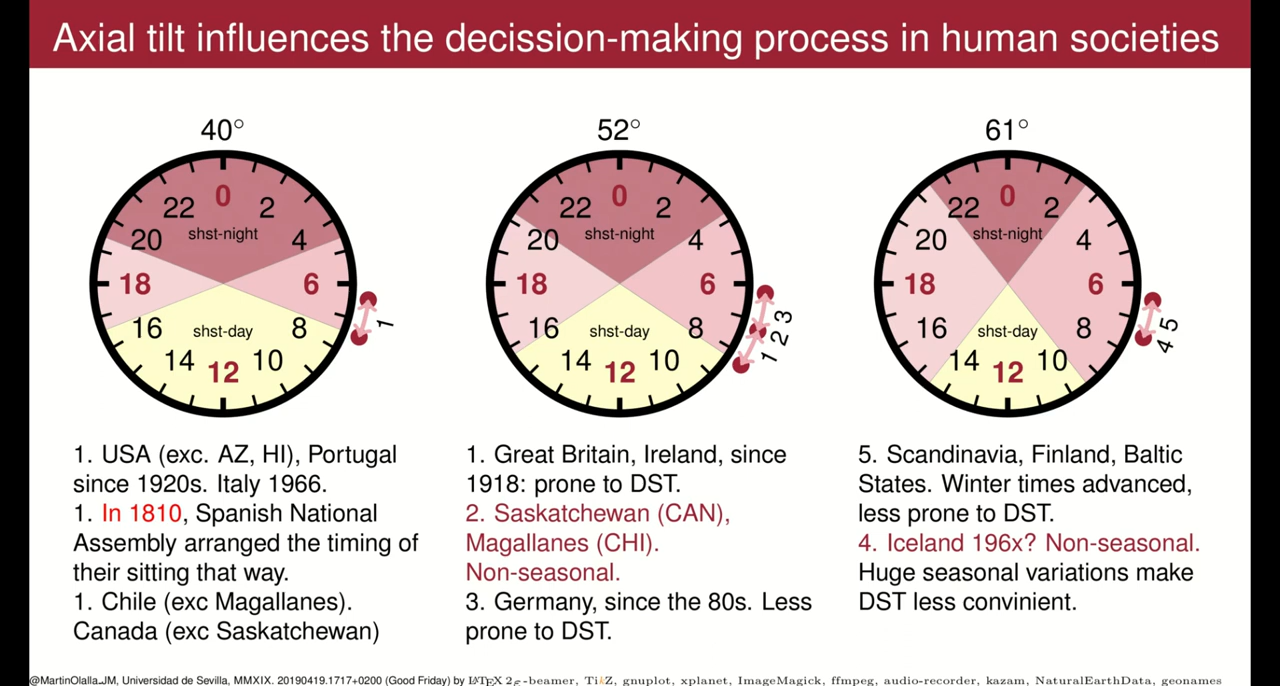 Axial tilt influences the decission-making process in human societies
40°
0
22
2
shst-night
20
4
18
6
16
shst-day
8
14
10
12
1
52°
0
22
2
shst-night
20
4
18
6
16
shst-day
8
14
10
12
1 2 3
61°
0
22
2
shst-night
20
4
18
6
16
shst-day
8
14
10
12
4 5
1. USA (exc. AZ, HI), Portugal
since 1920s. Italy 1966.
1. In 1810, Spanish National
Assembly arranged the timing of
their sitting that way.
1. Chile (exc Magallanes).
Canada (exc Saskatchewan)
1. Great Britain, Ireland, since
1918: prone to DST.
2. Saskatchewan (CAN),
Magallanes (CHI).
Non-seasonal.
3. Germany, since the 80s. Less
prone to DST.
5. Scandinavia, Finland, Baltic
States. Winter times advanced,
less prone to DST.
4. Iceland 196x? Non-seasonal.
Huge seasonal variations make
DST less convinient.
@MartinOlalla_JM, Universidad de Sevilla, MMXIX. 20190419.1717+0200 (Good Friday) by LATEX 2ε-beamer, TikZ, gnuplot, xplanet, ImageMagick, ffmpeg, audio-recorder, kazam, NaturalEarthData, geonames